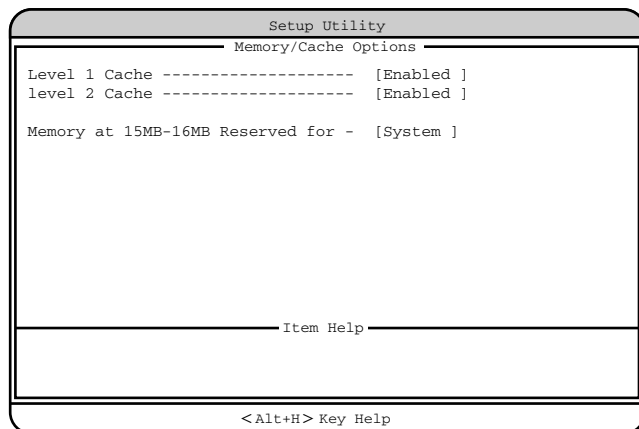 Setup Utility
Memory/Cache Options
Level 1 Cache -------------------- [Enabled ]
level 2 Cache -------------------- [Enabled ]
Memory at 15MB-16MB Reserved for - [System ]
Item Help
<Alt+H> Key Help